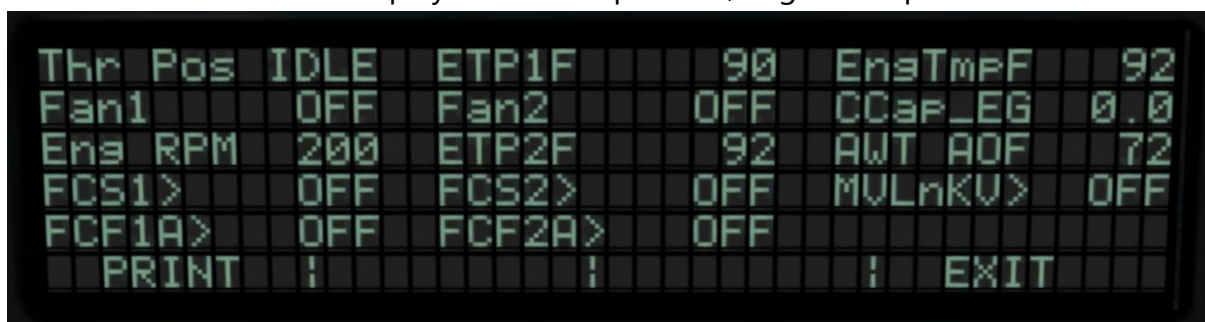 Thr Pos IDLE ETP1F 90 EngTmpF 92
Fan1 OFF Fan2 OFF CCap_EG 0.0
Eng RPM 200 ETP2F 92 AWT AOF 72
FCS1> OFF FCS2> OFF MVLnKV> OFF
FCF1A> OFF FCF2A> OFF
PRINT ¦ ¦ ¦ EXIT